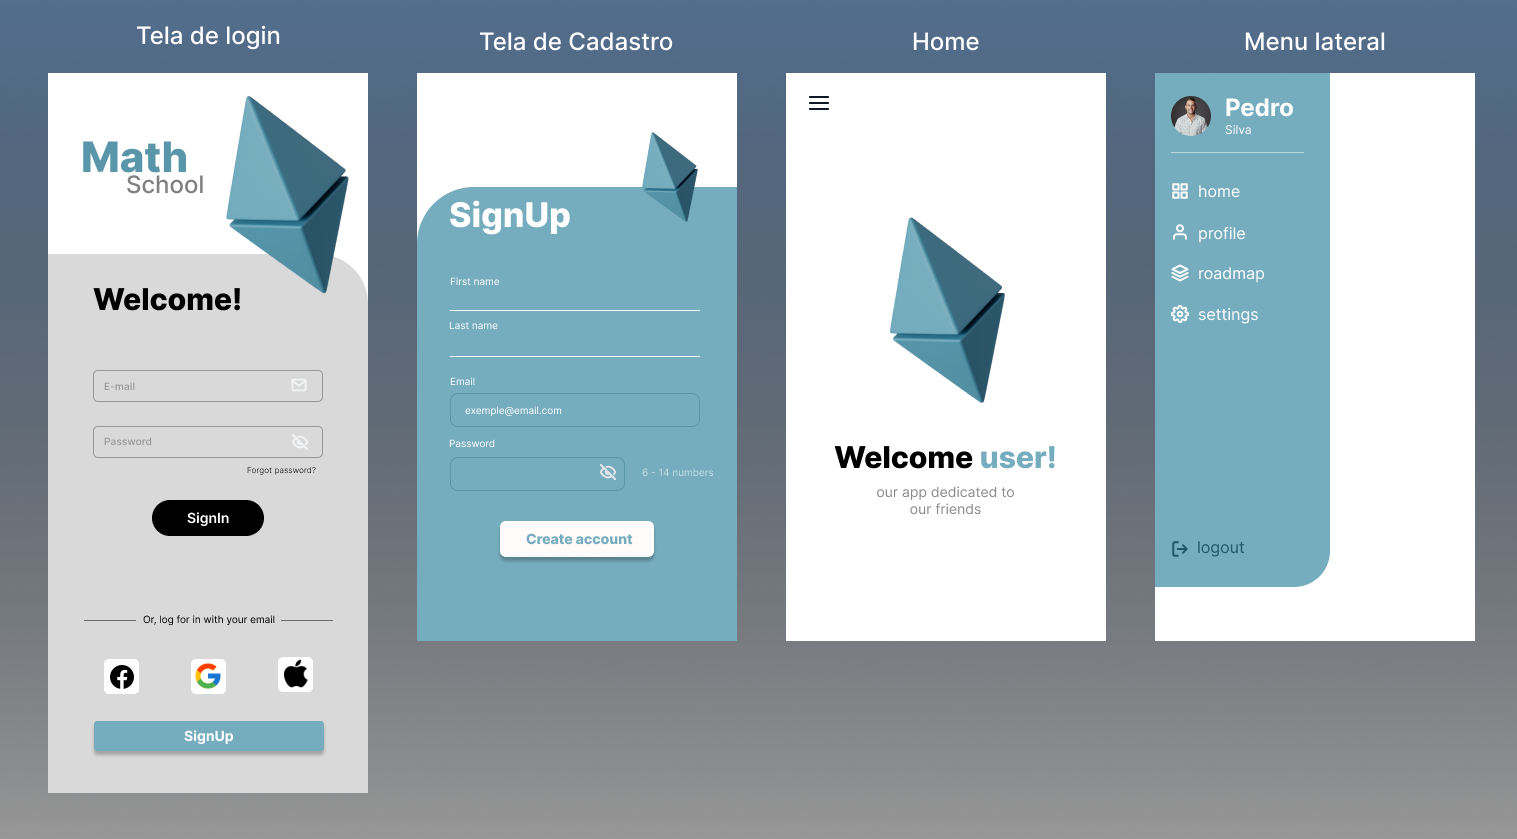 Tela de login
Math
School
Welcome!
E-mail
Password
Forgot password?
SignIn
Or, log for in with your email
SignUp
Tela de Cadastro
SignUp
First name
Last name
Email
exemple@email.com
Password
6 - 14 numbers
Create account
Home
Welcome user!
our app dedicated to
our friends
Menu lateral
Pedro
Silva
home
profile
roadmap
settings
logout